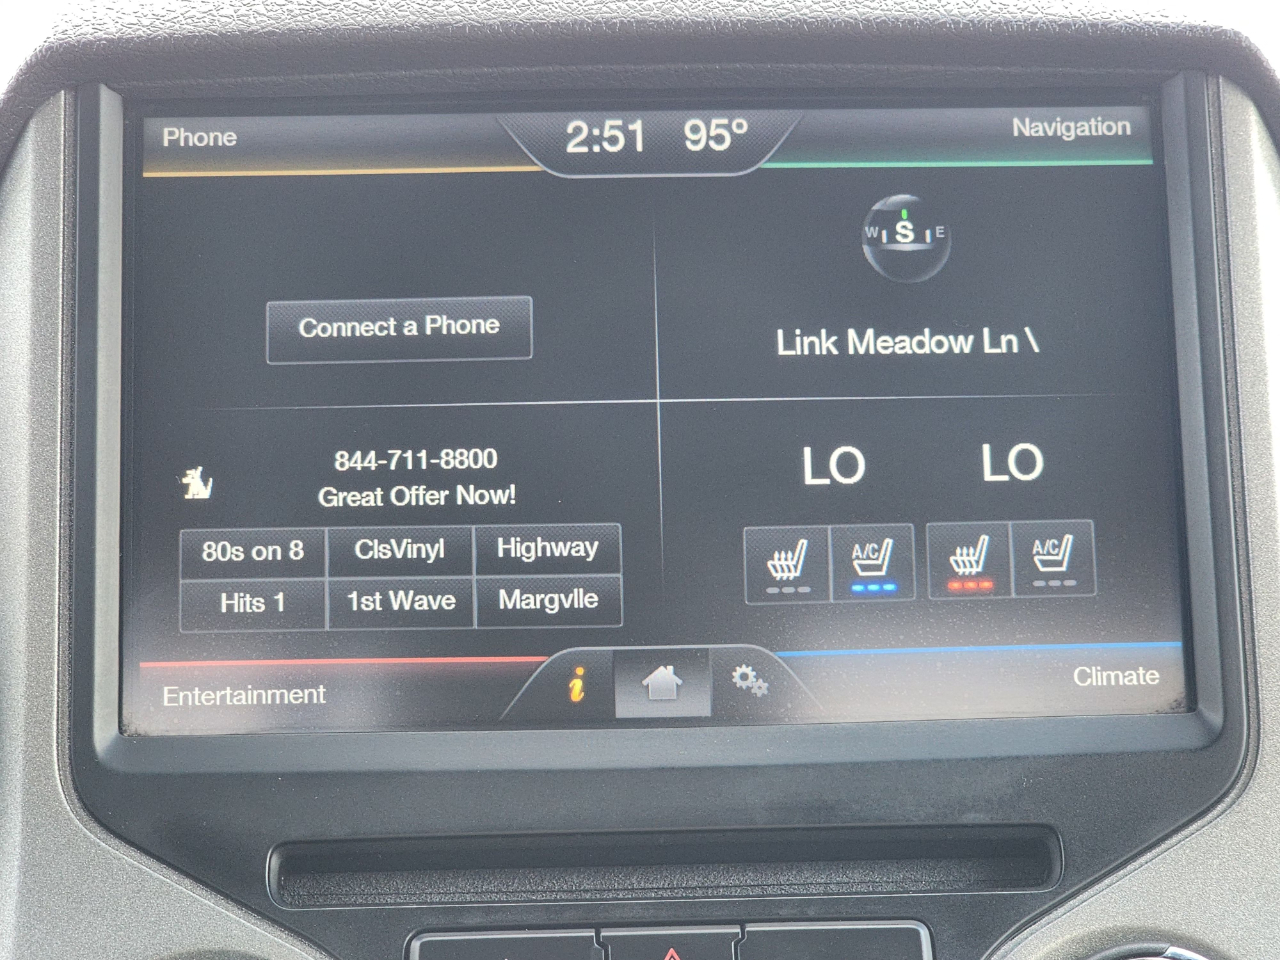 Phone
2:51 95º
Navigation
W S E
Connect a Phone
Link Meadow Ln \
844-711-8800
Great Offer Now!
80s on 8 ClsVinyl Highway
Hits 1 1st Wave Margvlle
LO LO
A/C A/C
Entertainment
i
Climate